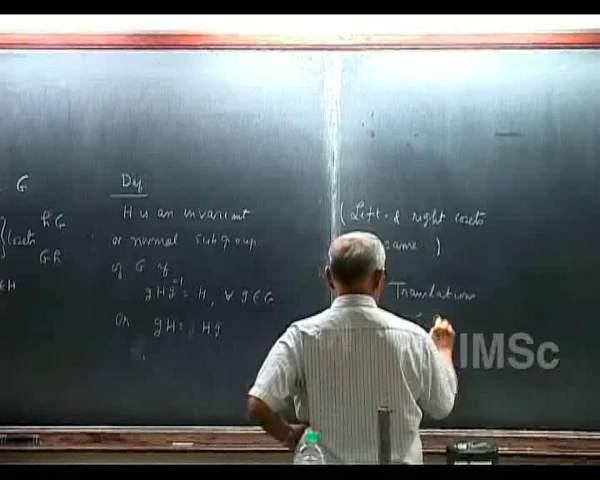 G
hG
cosets
Gh
∈H
Def
H is an invariant
or normal subgroup
of G if
gHg⁻¹ = H, ∀ g∈G
Or gH = Hg
( Left & right cosets
same )
Translations
IMSc